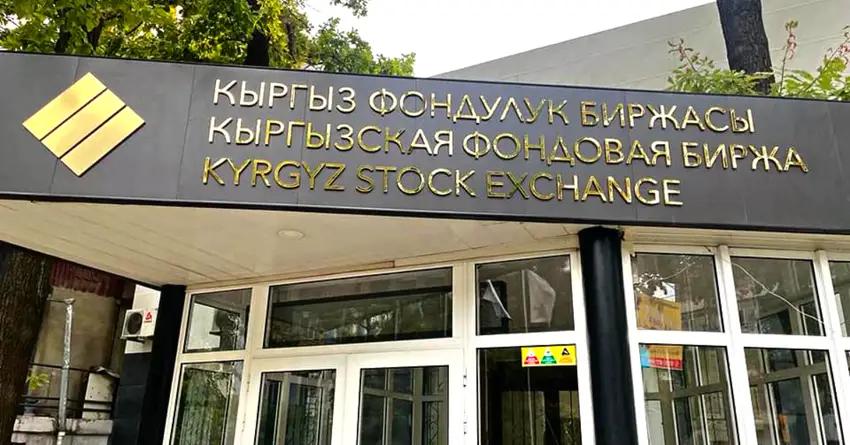 КЫРГЫЗ ФОНДУЛУК БИРЖАСЫ
КЫРГЫЗСКАЯ ФОНДОВАЯ БИРЖА
KYRGYZ STOCK EXCHANGE